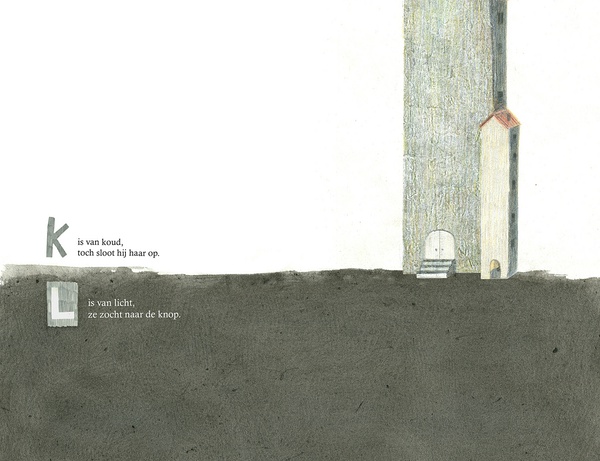 K is van koud,
toch sloot hij haar op.
L is van licht,
ze zocht naar de knop.